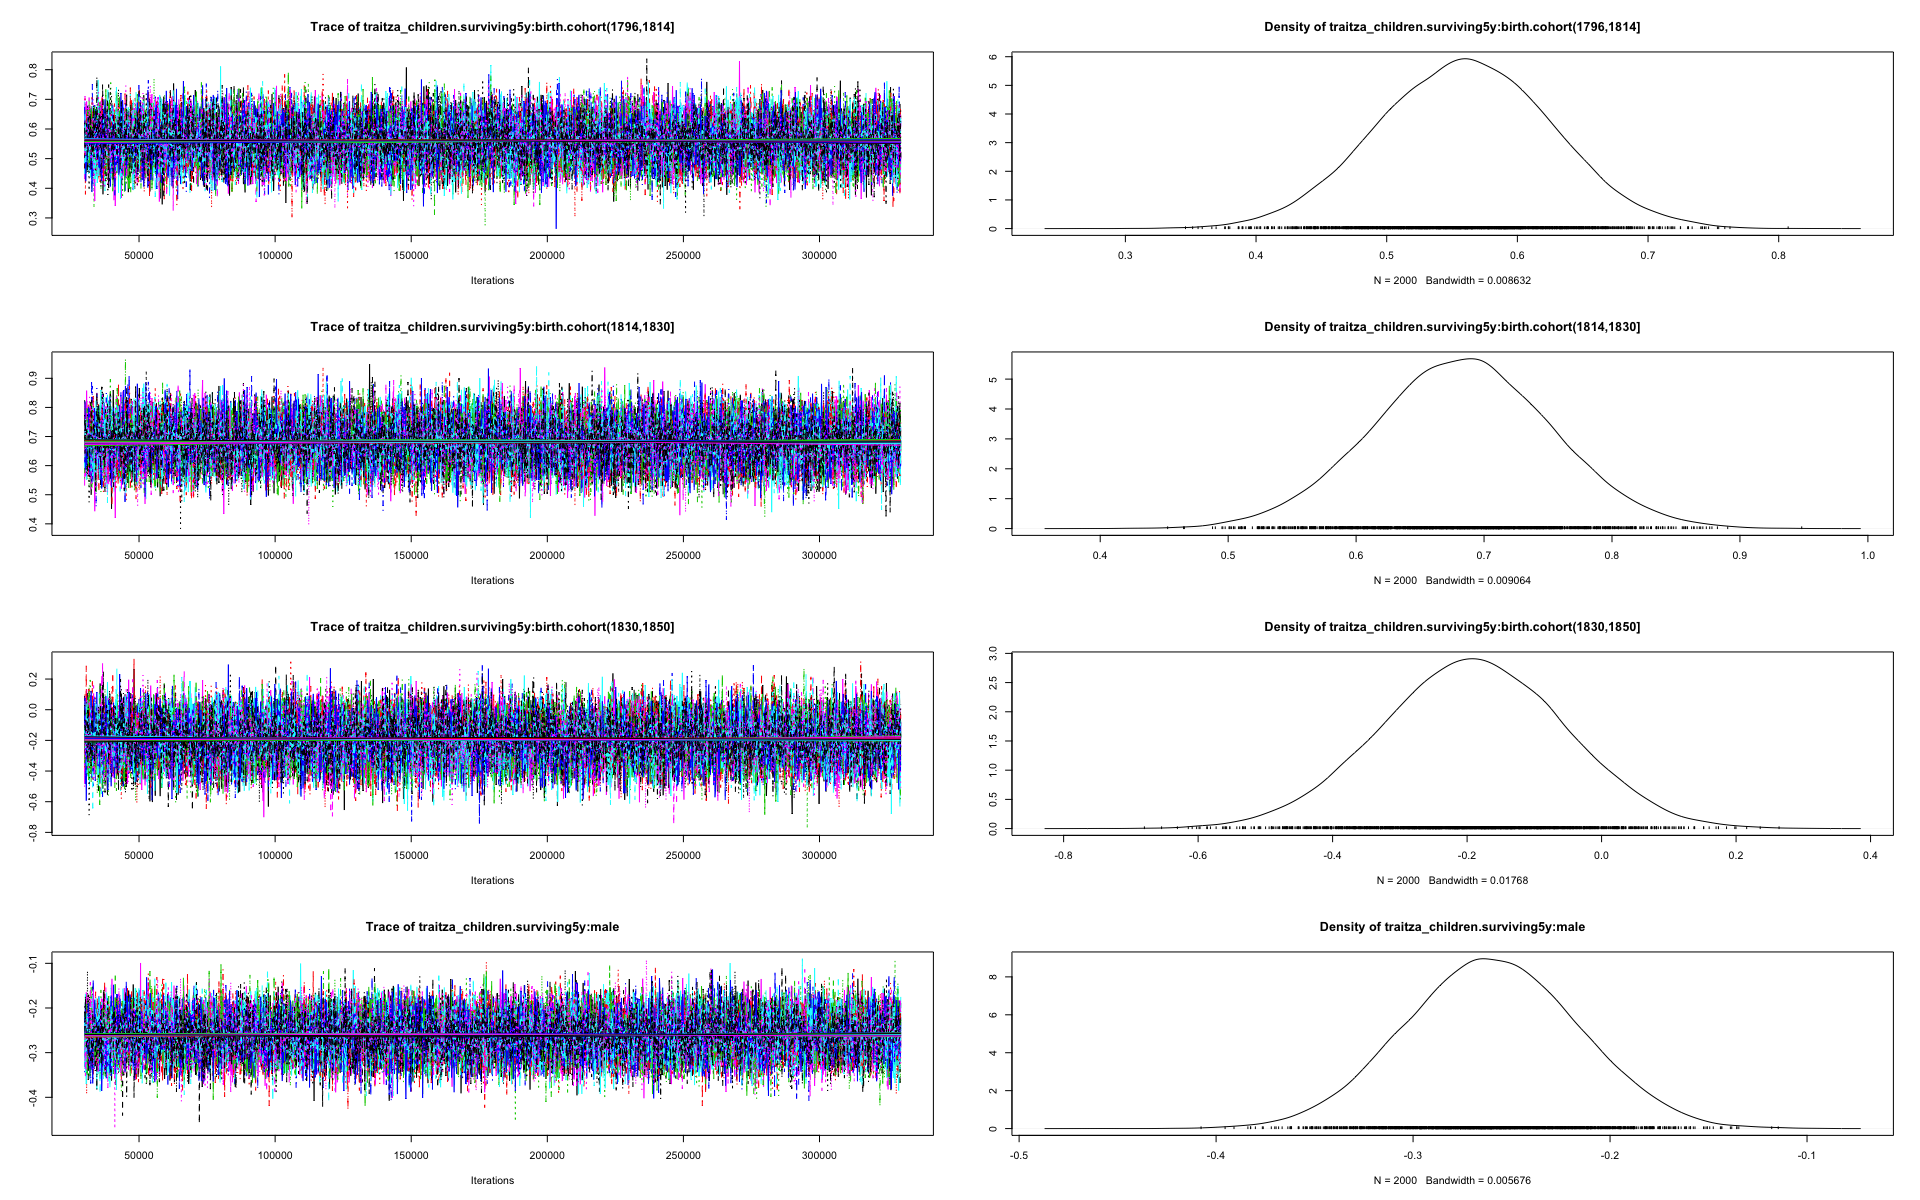 Trace of traitza_children.surviving5y:birth.cohort(1796,1814]
0.3 0.4 0.5 0.6 0.7 0.8
50000 100000 150000 200000 250000 300000
Iterations
Density of traitza_children.surviving5y:birth.cohort(1796,1814]
0 1 2 3 4 5 6
0.3 0.4 0.5 0.6 0.7 0.8
N = 2000 Bandwidth = 0.008632
Trace of traitza_children.surviving5y:birth.cohort(1814,1830]
0.4 0.5 0.6 0.7 0.8 0.9
50000 100000 150000 200000 250000 300000
Iterations
Density of traitza_children.surviving5y:birth.cohort(1814,1830]
0 1 2 3 4 5
0.4 0.5 0.6 0.7 0.8 0.9 1.0
N = 2000 Bandwidth = 0.009064
Trace of traitza_children.surviving5y:birth.cohort(1830,1850]
-0.8 -0.6 -0.4 -0.2 0.0 0.2
50000 100000 150000 200000 250000 300000
Iterations
Density of traitza_children.surviving5y:birth.cohort(1830,1850]
0.0 0.5 1.0 1.5 2.0 2.5 3.0
-0.8 -0.6 -0.4 -0.2 0.0 0.2 0.4
N = 2000 Bandwidth = 0.01768
Trace of traitza_children.surviving5y:male
-0.4 -0.3 -0.2 -0.1
50000 100000 150000 200000 250000 300000
Iterations
Density of traitza_children.surviving5y:male
0 2 4 6 8
-0.5 -0.4 -0.3 -0.2 -0.1
N = 2000 Bandwidth = 0.005676